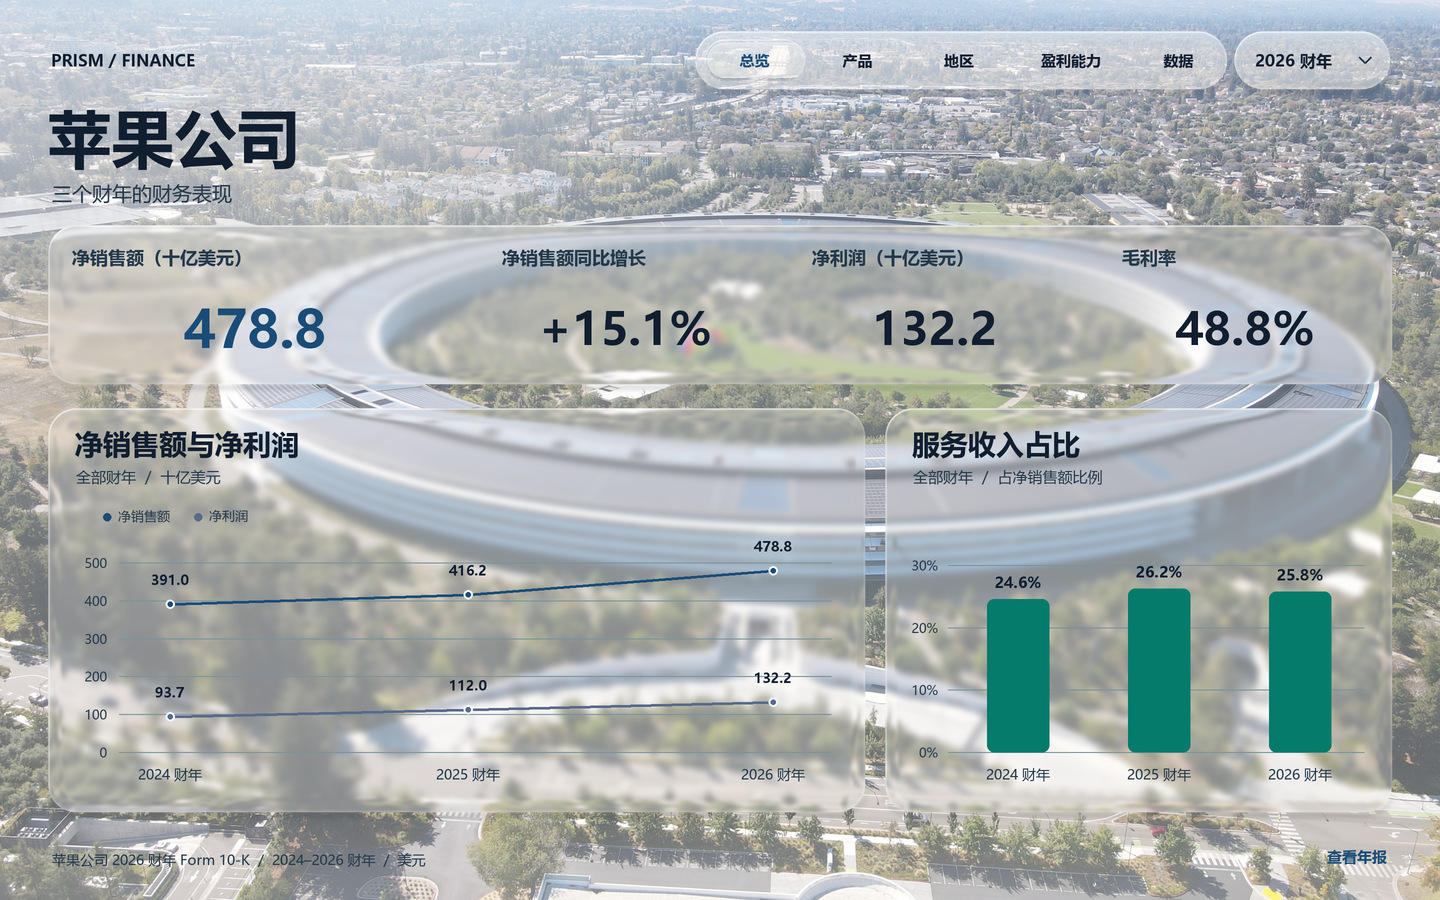 PRISM / FINANCE
总览
产品
地区
盈利能力
数据
2026 财年
苹果公司
三个财年的财务表现
净销售额（十亿美元）
净销售额同比增长
净利润（十亿美元）
毛利率
478.8
+15.1%
132.2
48.8%
净销售额与净利润
全部财年 / 十亿美元
净销售额
净利润
500
400
300
200
100
0
391.0
416.2
478.8
93.7
112.0
132.2
2024 财年
2025 财年
2026 财年
服务收入占比
全部财年 / 占净销售额比例
30%
20%
10%
0%
24.6%
26.2%
25.8%
2024 财年
2025 财年
2026 财年
苹果公司 2026 财年 Form 10-K / 2024–2026 财年 / 美元
查看年报